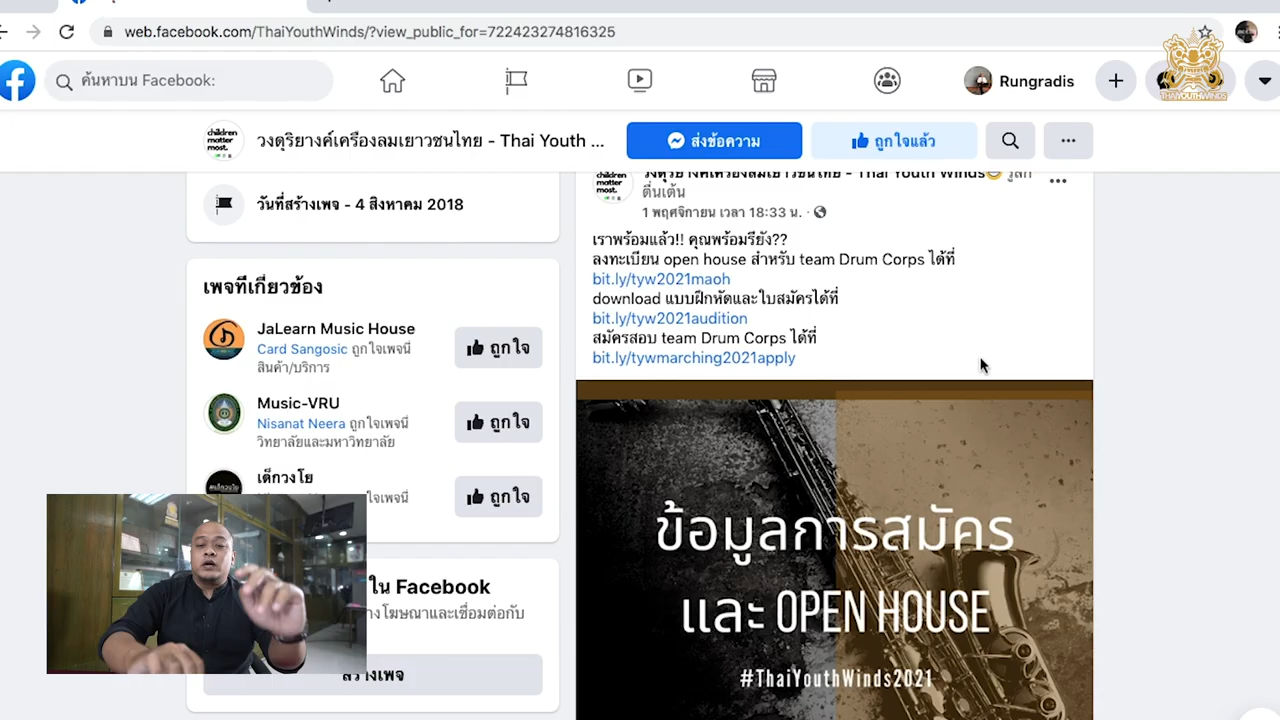 web.facebook.com/ThaiYouthWinds/?view_public_for=722423274816325
ค้นหาบน Facebook:
Rungradis
THAIYOUTHWINDS
children
matter
most.
วงดุริยางค์เครื่องลมเยาวชนไทย - Thai Youth ...
ส่งข้อความ
ถูกใจแล้ว
วันที่สร้างเพจ - 4 สิงหาคม 2018
เพจที่เกี่ยวข้อง
JaLearn Music House
Card Sangosic ถูกใจเพจนี้
สินค้า/บริการ
ถูกใจ
Music-VRU
Nisanat Neera ถูกใจเพจนี้
วิทยาลัยและมหาวิทยาลัย
ถูกใจ
เด็กวงโย
ใจเพจนี้
ถูกใจ
ใน Facebook
โฆษณาและเชื่อมต่อกับ
สร้างเพจ
children
matter
most.
วงดุริยางค์เครื่องลมเยาวชนไทย - Thai Youth Winds รู้สึก
ตื่นเต้น
1 พฤศจิกายน เวลา 18:33 น. ·
เราพร้อมแล้ว!! คุณพร้อมรึยัง??
ลงทะเบียน open house สำหรับ team Drum Corps ได้ที่
bit.ly/tyw2021maoh
download แบบฝึกหัดและใบสมัครได้ที่
bit.ly/tyw2021audition
สมัครสอบ team Drum Corps ได้ที่
bit.ly/tywmarching2021apply
ข้อมูลการสมัคร
และ OPEN HOUSE
#ThaiYouthWinds2021